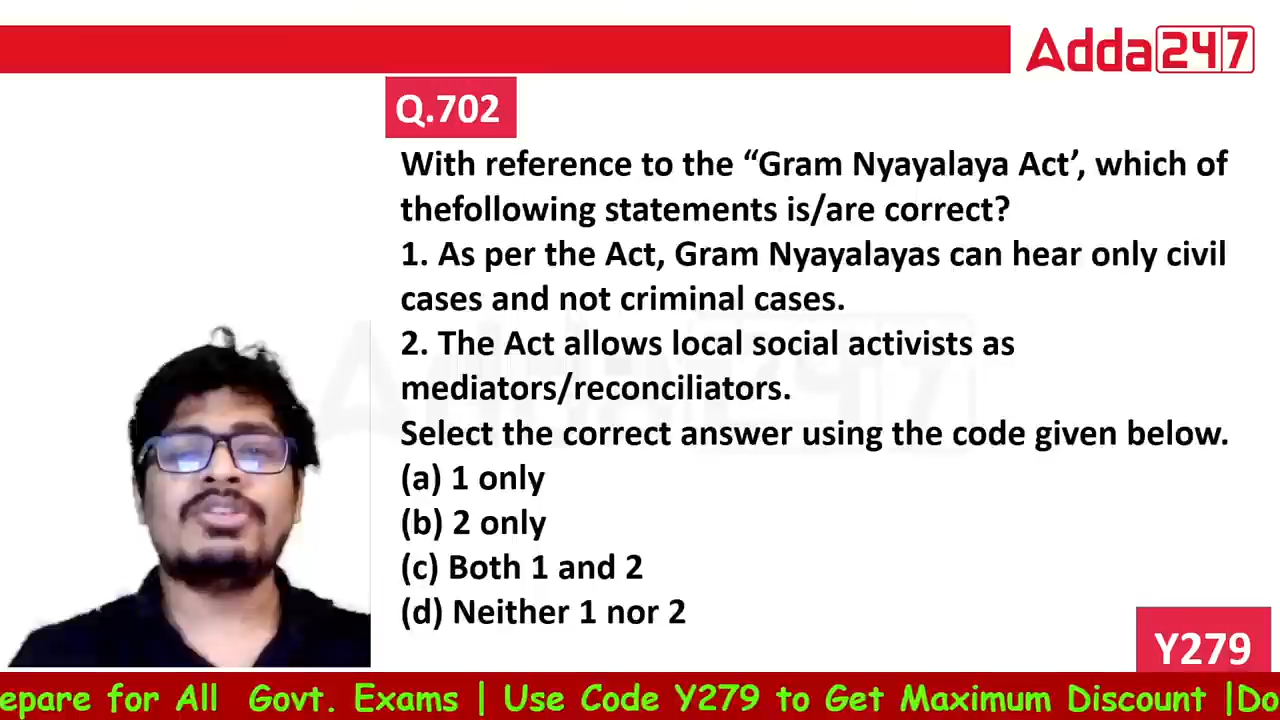 Adda247
Q.702
With reference to the “Gram Nyayalaya Act’, which of
thefollowing statements is/are correct?
1. As per the Act, Gram Nyayalayas can hear only civil
cases and not criminal cases.
2. The Act allows local social activists as
mediators/reconciliators.
Select the correct answer using the code given below.
(a) 1 only
(b) 2 only
(c) Both 1 and 2
(d) Neither 1 nor 2
Y279
epare for All Govt. Exams | Use Code Y279 to Get Maximum Discount |Do